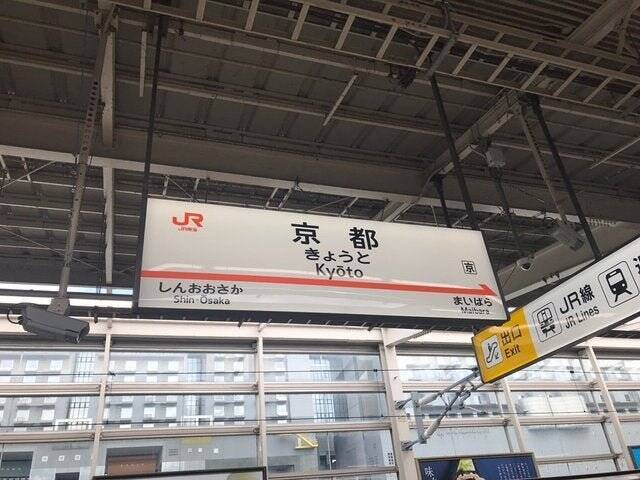 JR
JR東海
京都
きょうと
Kyōto
京
しんおおさか
Shin-Ōsaka
まいばら
Maibara
出口
Exit
JR線
JR Lines
味